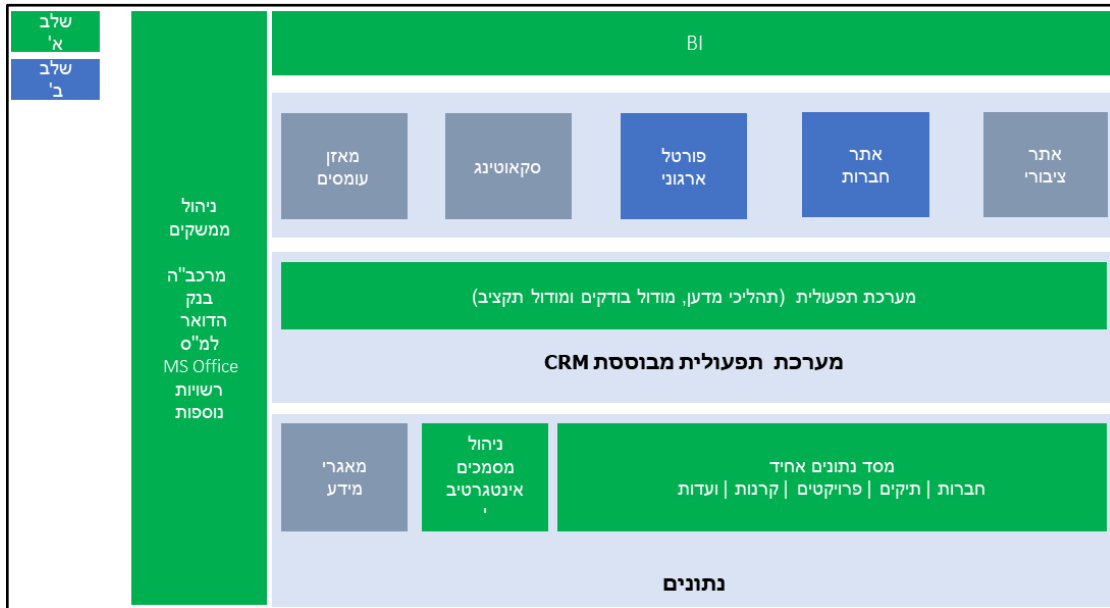 שלב
א'
שלב
ב'
ניהול
ממשקים
מרכב"ה
בנק
הדואר
למ"ס
MS Office
רשויות
נוספות
BI
אתר
ציבורי
אתר
חברות
פורטל
ארגוני
סקאוטינג
מאזן
עומסים
מערכת תפעולית (תהליכי מדען, מודול בודקים ומודול תקציב)
מערכת תפעולית מבוססת CRM
מסד נתונים אחיד
חברות | תיקים | פרויקטים | קרנות | ועדות
ניהול
מסמכים
אינטגרטיב
י
מאגרי
מידע
נתונים